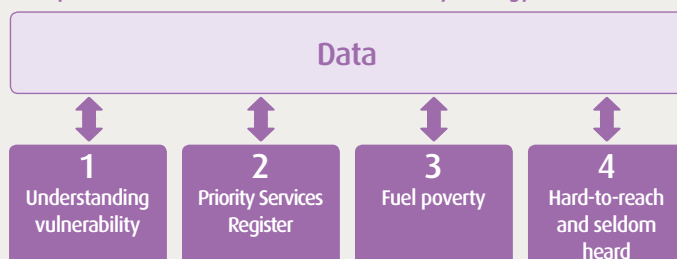 Data
1
Understanding
vulnerability
2
Priority Services
Register
3
Fuel poverty
4
Hard-to-reach
and seldom
heard